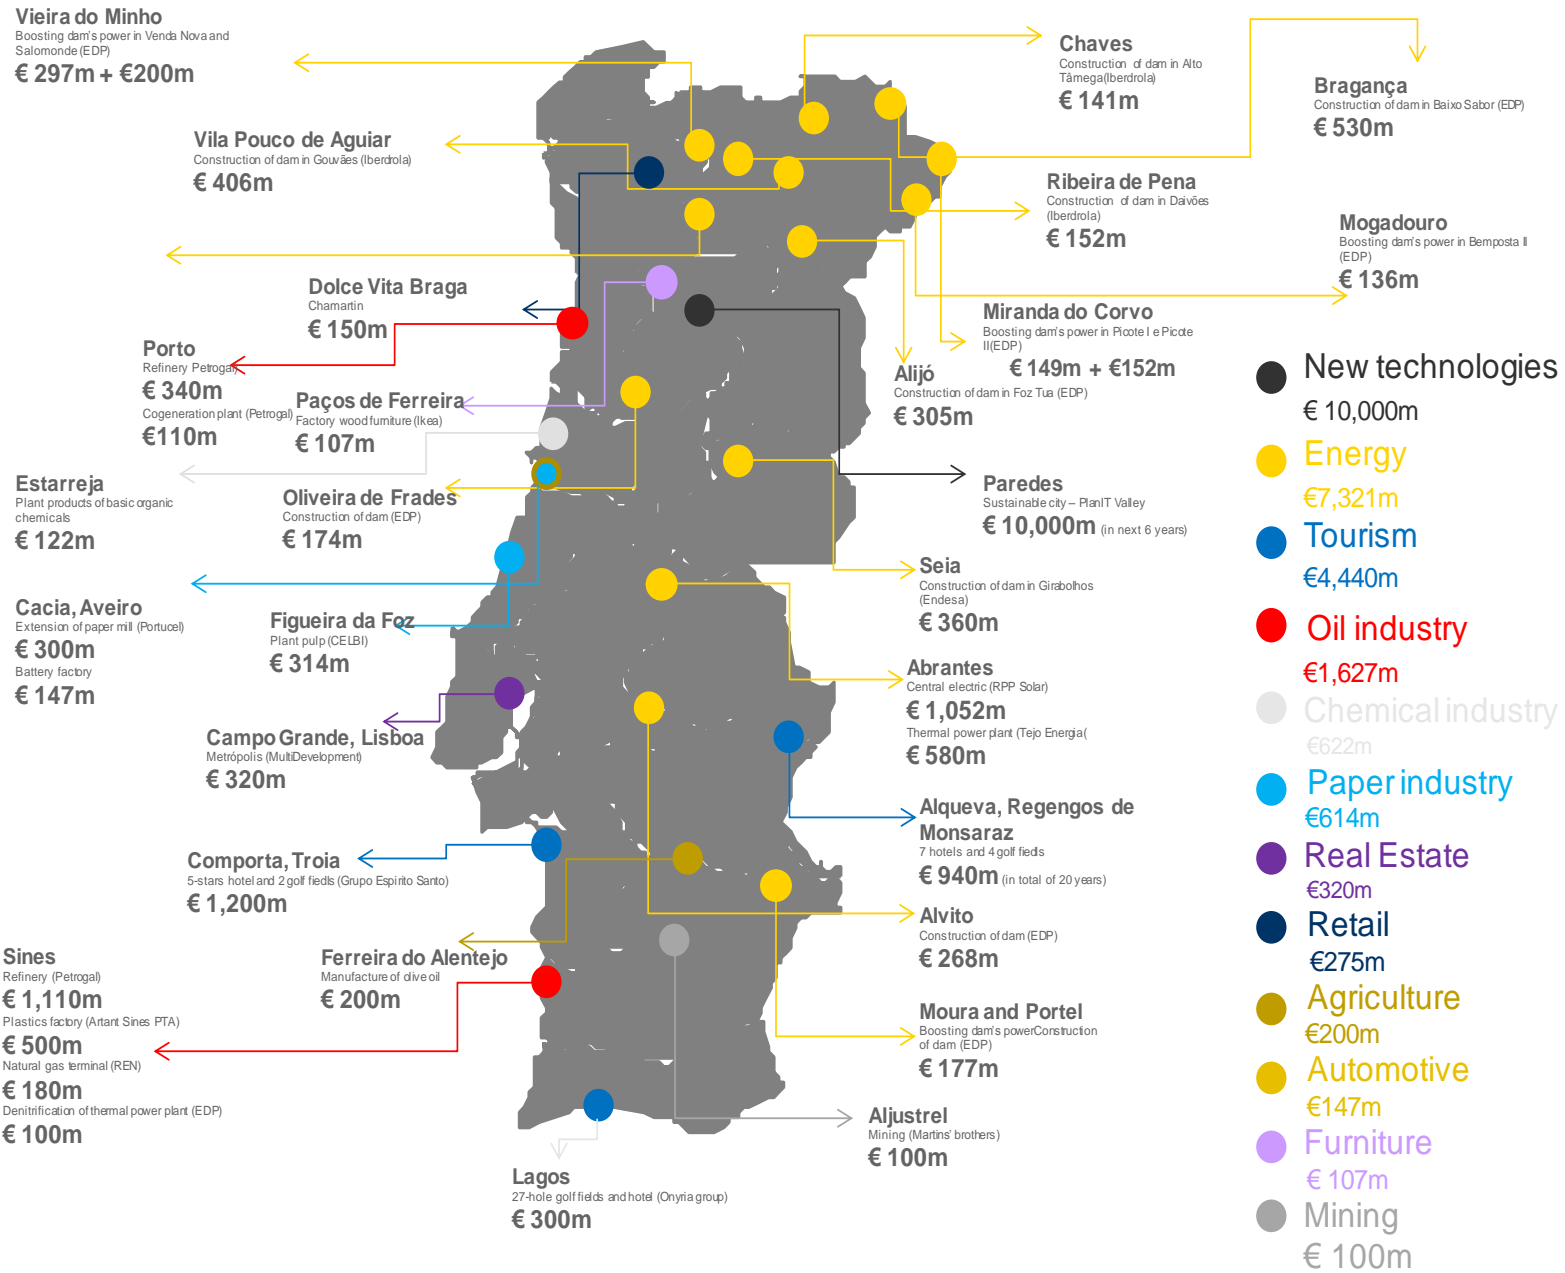 Vieira do Minho
Boosting dam's power in Venda Nova and
Salomonde (EDP)
€ 297m + €200m
Chaves
Construction of dam in Alto
Tâmega(Iberdrola)
€ 141m
Bragança
Construction of dam in Baixo Sabor (EDP)
€ 530m
Vila Pouco de Aguiar
Construction of dam in Gouvães (Iberdrola)
€ 406m
Ribeira de Pena
Construction of dam in Daivões
(Iberdrola)
€ 152m
Mogadouro
Boosting dam's power in Bemposta II
(EDP)
€ 136m
Dolce Vita Braga
Chamartin
€ 150m
Miranda do Corvo
Boosting dam's power in Picote I e Picote
II(EDP)
€ 149m + €152m
Porto
Refinery Petrogal)
€ 340m
Cogeneration plant (Petrogal)
€110m
Alijó
Construction of dam in Foz Tua (EDP)
€ 305m
Paços de Ferreira
Factory wood furniture (Ikea)
€ 107m
Estarreja
Plant products of basic organic
chemicals
€ 122m
Oliveira de Frades
Construction of dam (EDP)
€ 174m
Paredes
Sustainable city – PlanIT Valley
€ 10,000m (in next 6 years)
Seia
Construction of dam in Girabolhos
(Endesa)
€ 360m
Cacia, Aveiro
Extension of paper mill (Portucel)
€ 300m
Battery factory
€ 147m
Figueira da Foz
Plant pulp (CELBI)
€ 314m
Abrantes
Central electric (RPP Solar)
€ 1,052m
Thermal power plant (Tejo Energia(
€ 580m
Campo Grande, Lisboa
Metrópolis (MultiDevelopment)
€ 320m
Alqueva, Regengos de
Monsaraz
7 hotels and 4 golf fiedls
€ 940m (in total of 20 years)
Comporta, Troia
5-stars hotel and 2 golf fiedls (Grupo Espirito Santo)
€ 1,200m
Alvito
Construction of dam (EDP)
€ 268m
Sines
Refinery (Petrogal)
€ 1,110m
Plastics factory (Artant Sines PTA)
€ 500m
Natural gas terminal (REN)
€ 180m
Denitrification of thermal power plant (EDP)
€ 100m
Ferreira do Alentejo
Manufacture of olive oil
€ 200m
Moura and Portel
Boosting dam's powerConstruction
of dam (EDP)
€ 177m
Aljustrel
Mining (Martins' brothers)
€ 100m
Lagos
27-hole golf fields and hotel (Onyria group)
€ 300m
New technologies
€ 10,000m
Energy
€7,321m
Tourism
€4,440m
Oil industry
€1,627m
Chemical industry
€622m
Paper industry
€614m
Real Estate
€320m
Retail
€275m
Agriculture
€200m
Automotive
€147m
Furniture
€ 107m
Mining
€ 100m